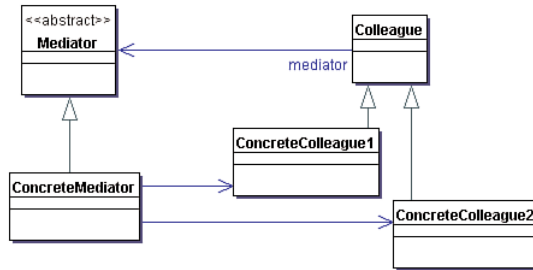 <<abstract>>
Mediator
Colleague
mediator
ConcreteColleague1
ConcreteMediator
ConcreteColleague2